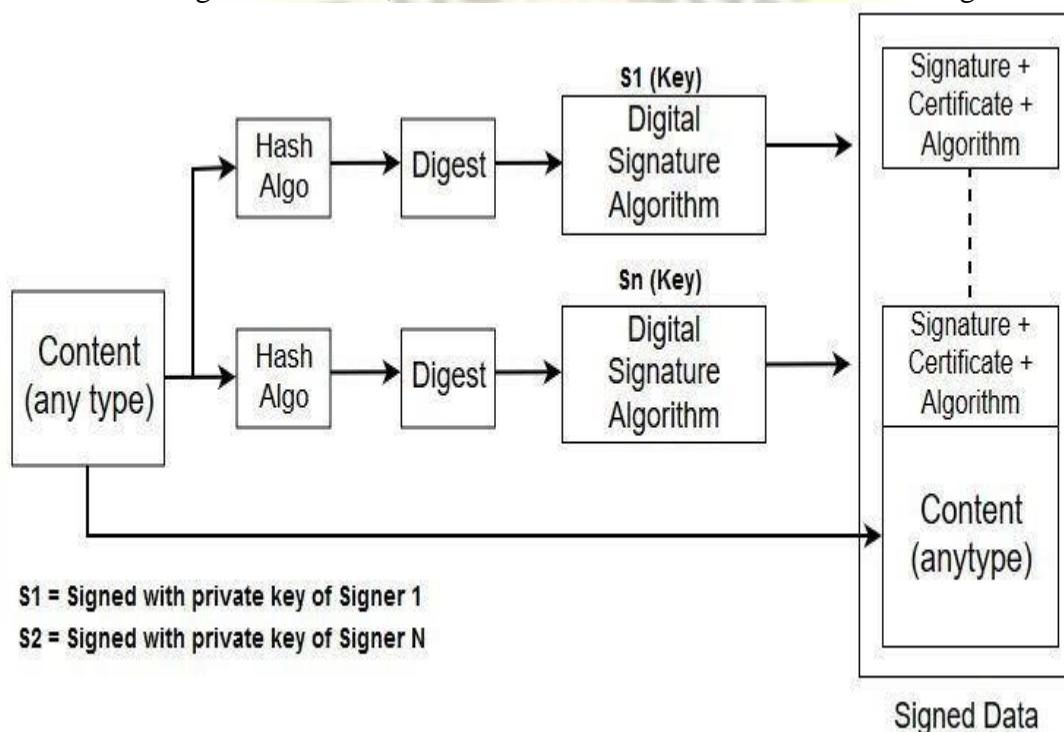 S1 (Key)
Hash
Algo
Digest
Digital
Signature
Algorithm
Signature +
Certificate +
Algorithm
Sn (Key)
Content
(any type)
Hash
Algo
Digest
Digital
Signature
Algorithm
Signature +
Certificate +
Algorithm
Content
(anytype)
S1 = Signed with private key of Signer 1
S2 = Signed with private key of Signer N
Signed Data